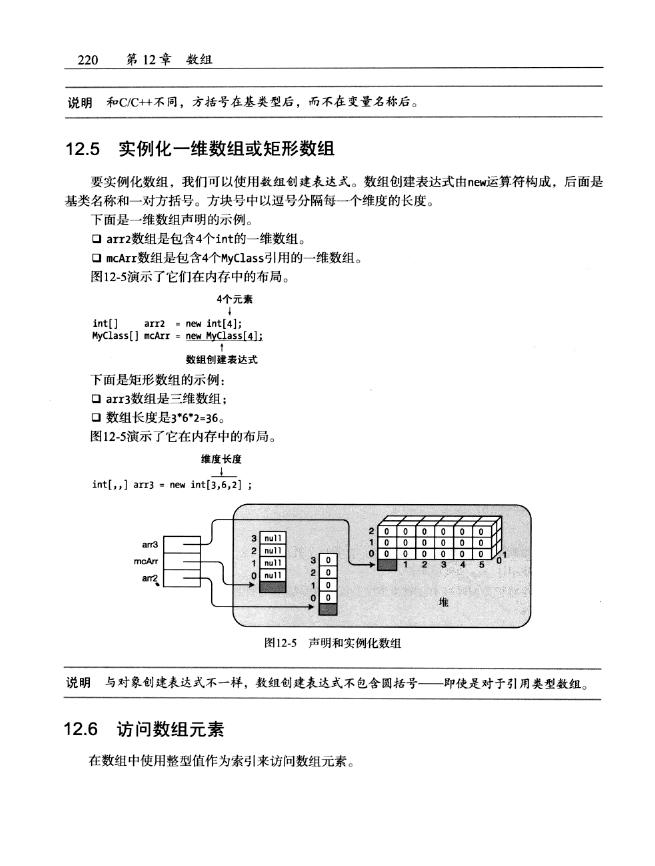 220 第12章 数组
说明 和C/C++不同，方括号在基类型后，而不在变量名称后。
12.5 实例化一维数组或矩形数组
要实例化数组，我们可以使用数组创建表达式。数组创建表达式由new运算符构成，后面是
基类名称和一对方括号。方块号中以逗号分隔每一个维度的长度。
下面是一维数组声明的示例。
❑ arr2数组是包含4个int的一维数组。
❑ mcArr数组是包含4个MyClass引用的一维数组。
图12-5演示了它们在内存中的布局。
4个元素
int[] arr2 = new int[4];
MyClass[] mcArr = new MyClass[4];
数组创建表达式
下面是矩形数组的示例：
❑ arr3数组是三维数组；
❑ 数组长度是3*6*2=36。
图12-5演示了它在内存中的布局。
维度长度
int[,,] arr3 = new int[3,6,2] ;
arr3
mcArr
arr2
3 null
2 null
1 null
0 null
3 0
2 0
1 0
0 0
2 0 0 0 0 0 0
1 0 0 0 0 0 0
0 0 0 0 0 0 0 1
1 2 3 4 5 0
堆
图12-5 声明和实例化数组
说明 与对象创建表达式不一样，数组创建表达式不包含圆括号——即使是对于引用类型数组。
12.6 访问数组元素
在数组中使用整型值作为索引来访问数组元素。